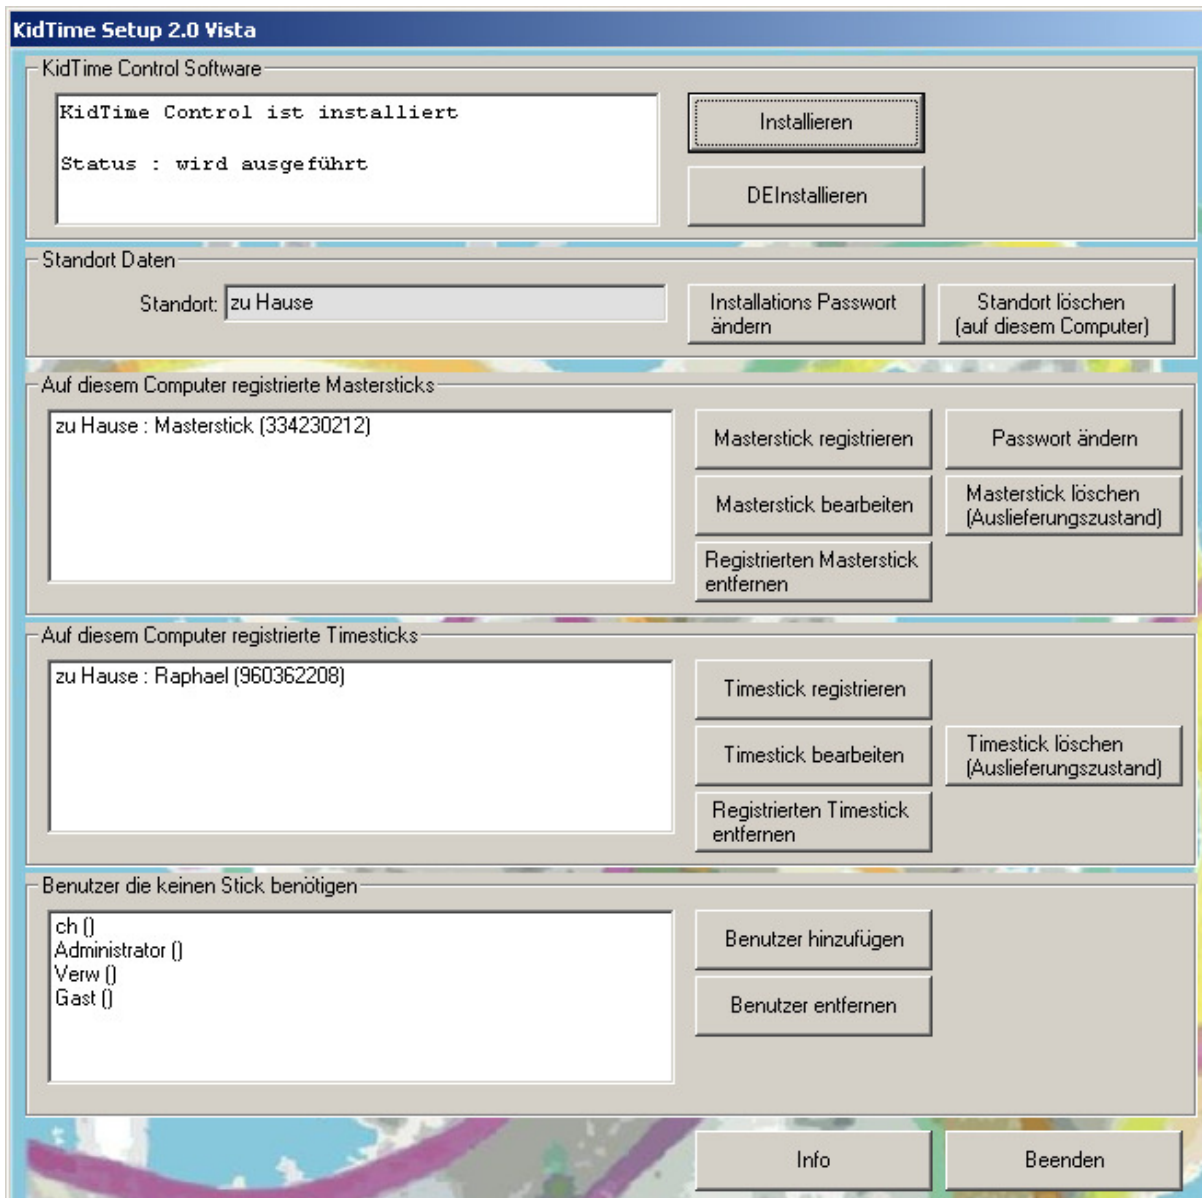 KidTime Setup 2.0 Vista
KidTime Control Software
KidTime Control ist installiert
Status : wird ausgeführt
Installieren
DEInstallieren
Standort Daten
Standort: zu Hause
Installations Passwort
ändern
Standort löschen
(auf diesem Computer)
Auf diesem Computer registrierte Mastersticks
zu Hause : Masterstick (334230212)
Masterstick registrieren
Passwort ändern
Masterstick bearbeiten
Masterstick löschen
(Auslieferungszustand)
Registrierten Masterstick
entfernen
Auf diesem Computer registrierte Timesticks
zu Hause : Raphael (960362208)
Timestick registrieren
Timestick bearbeiten
Timestick löschen
(Auslieferungszustand)
Registrierten Timestick
entfernen
Benutzer die keinen Stick benötigen
ch ()
Administrator ()
Verw ()
Gast ()
Benutzer hinzufügen
Benutzer entfernen
Info
Beenden